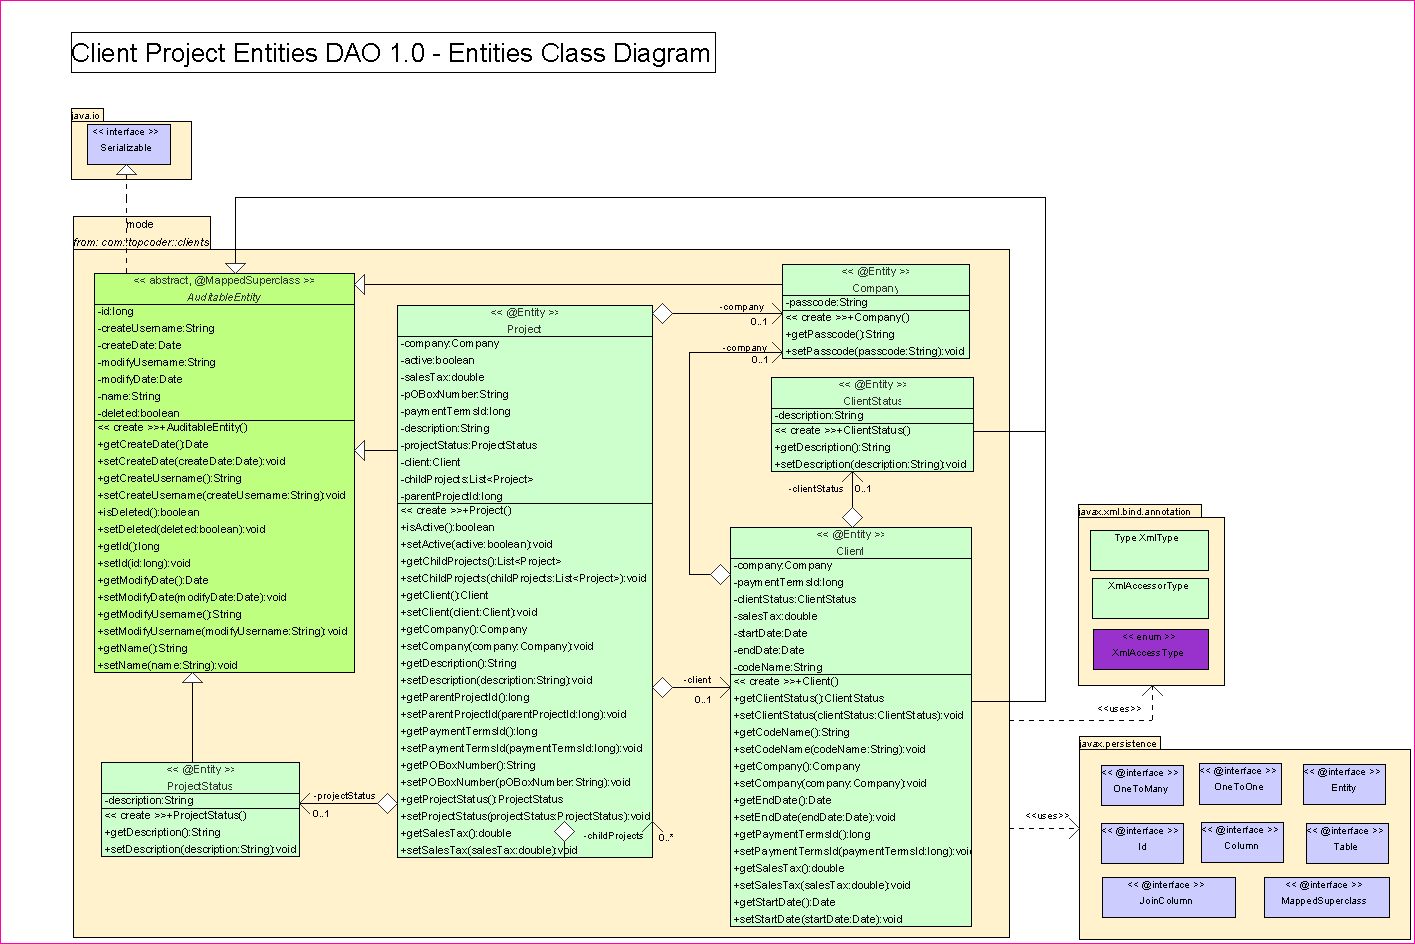 Client Project Entities DAO 1.0 - Entities Class Diagram
java.io
<< interface >>
Serializable
mode
from: com::topcoder::clients
<< abstract, @MappedSuperclass >>
AuditableEntity
-id:long
-createUsername:String
-createDate:Date
-modifyUsername:String
-modifyDate:Date
-name:String
-deleted:boolean
<< create >>+AuditableEntity()
+getCreateDate():Date
+setCreateDate(createDate:Date):void
+getCreateUsername():String
+setCreateUsername(createUsername:String):void
+isDeleted():boolean
+setDeleted(deleted:boolean):void
+getId():long
+setId(id:long):void
+getModifyDate():Date
+setModifyDate(modifyDate:Date):void
+getModifyUsername():String
+setModifyUsername(modifyUsername:String):void
+getName():String
+setName(name:String):void
<< @Entity >>
ProjectStatus
-description:String
<< create >>+ProjectStatus()
+getDescription():String
+setDescription(description:String):void
-projectStatus
0..1
<< @Entity >>
Project
-company:Company
-active:boolean
-salesTax:double
-pOBoxNumber:String
-paymentTermsId:long
-description:String
-projectStatus:ProjectStatus
-client:Client
-childProjects:List<Project>
-parentProjectId:long
<< create >>+Project()
+isActive():boolean
+setActive(active:boolean):void
+getChildProjects():List<Project>
+setChildProjects(childProjects:List<Project>):void
+getClient():Client
+setClient(client:Client):void
+getCompany():Company
+setCompany(company:Company):void
+getDescription():String
+setDescription(description:String):void
+getParentProjectId():long
+setParentProjectId(parentProjectId:long):void
+getPaymentTermsId():long
+setPaymentTermsId(paymentTermsId:long):void
+getPOBoxNumber():String
+setPOBoxNumber(pOBoxNumber:String):void
+getProjectStatus():ProjectStatus
+setProjectStatus(projectStatus:ProjectStatus):void
+getSalesTax():double
+setSalesTax(salesTax:double):void
-childProjects
0..*
-company
0..1
-company
0..1
-client
0..1
<< @Entity >>
Company
-passcode:String
<< create >>+Company()
+getPasscode():String
+setPasscode(passcode:String):void
<< @Entity >>
ClientStatus
-description:String
<< create >>+ClientStatus()
+getDescription():String
+setDescription(description:String):void
-clientStatus
0..1
<< @Entity >>
Client
-company:Company
-paymentTermsId:long
-clientStatus:ClientStatus
-salesTax:double
-startDate:Date
-endDate:Date
-codeName:String
<< create >>+Client()
+getClientStatus():ClientStatus
+setClientStatus(clientStatus:ClientStatus):void
+getCodeName():String
+setCodeName(codeName:String):void
+getCompany():Company
+setCompany(company:Company):void
+getEndDate():Date
+setEndDate(endDate:Date):void
+getPaymentTermsId():long
+setPaymentTermsId(paymentTermsId:long):voi
+getSalesTax():double
+setSalesTax(salesTax:double):void
+getStartDate():Date
+setStartDate(startDate:Date):void
javax.xml.bind.annotation
Type XmlType
XmlAccessorType
<< enum >>
XmlAccessType
<<uses>>
javax.persistence
<<uses>>
<< @interface >>
OneToMany
<< @interface >>
OneToOne
<< @interface >>
Entity
<< @interface >>
Id
<< @interface >>
Column
<< @interface >>
Table
<< @interface >>
JoinColumn
<< @interface >>
MappedSuperclass